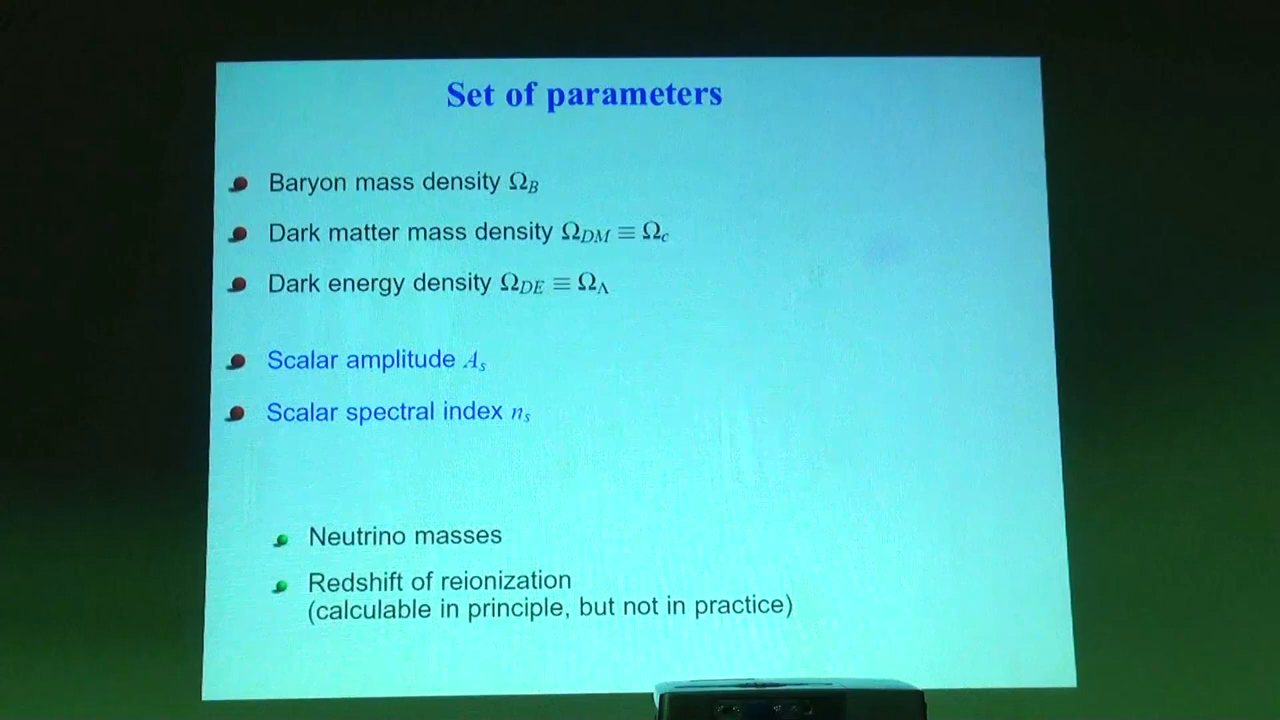 Set of parameters
Baryon mass density Ω_B
Dark matter mass density Ω_DM ≡ Ω_c
Dark energy density Ω_DE ≡ Ω_Λ
Scalar amplitude A_s
Scalar spectral index n_s
Neutrino masses
Redshift of reionization
(calculable in principle, but not in practice)